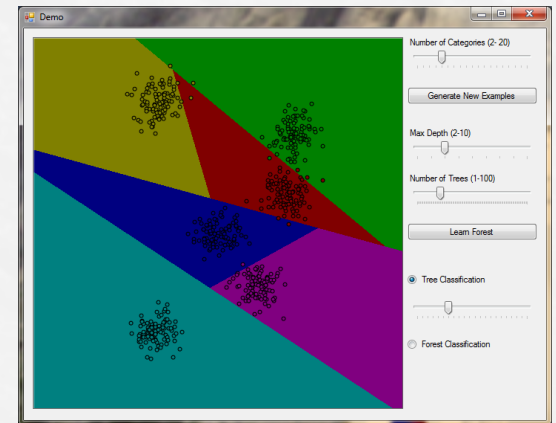 Demo
Number of Categories (2- 20)
Generate New Examples
Max Depth (2-10)
Number of Trees (1-100)
Learn Forest
Tree Classification
Forest Classification